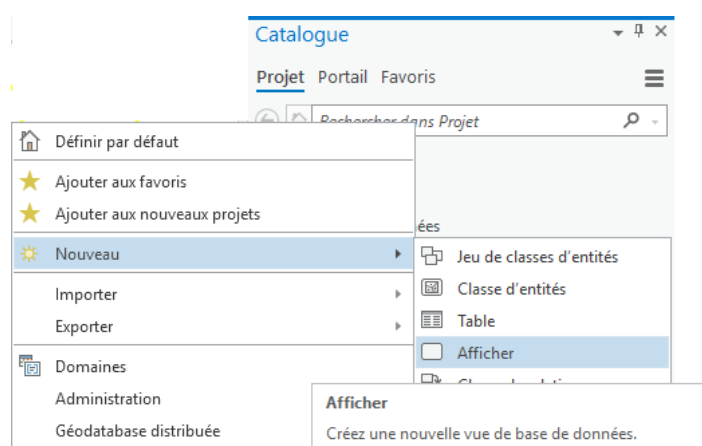 Catalogue
Projet Portail Favoris
Rechercher dans Projet
Définir par défaut
Ajouter aux favoris
Ajouter aux nouveaux projets
ées
Nouveau
Jeu de classes d'entités
Importer
Classe d'entités
Exporter
Table
Afficher
Domaines
Administration
Afficher
Géodatabase distribuée
Créez une nouvelle vue de base de données.